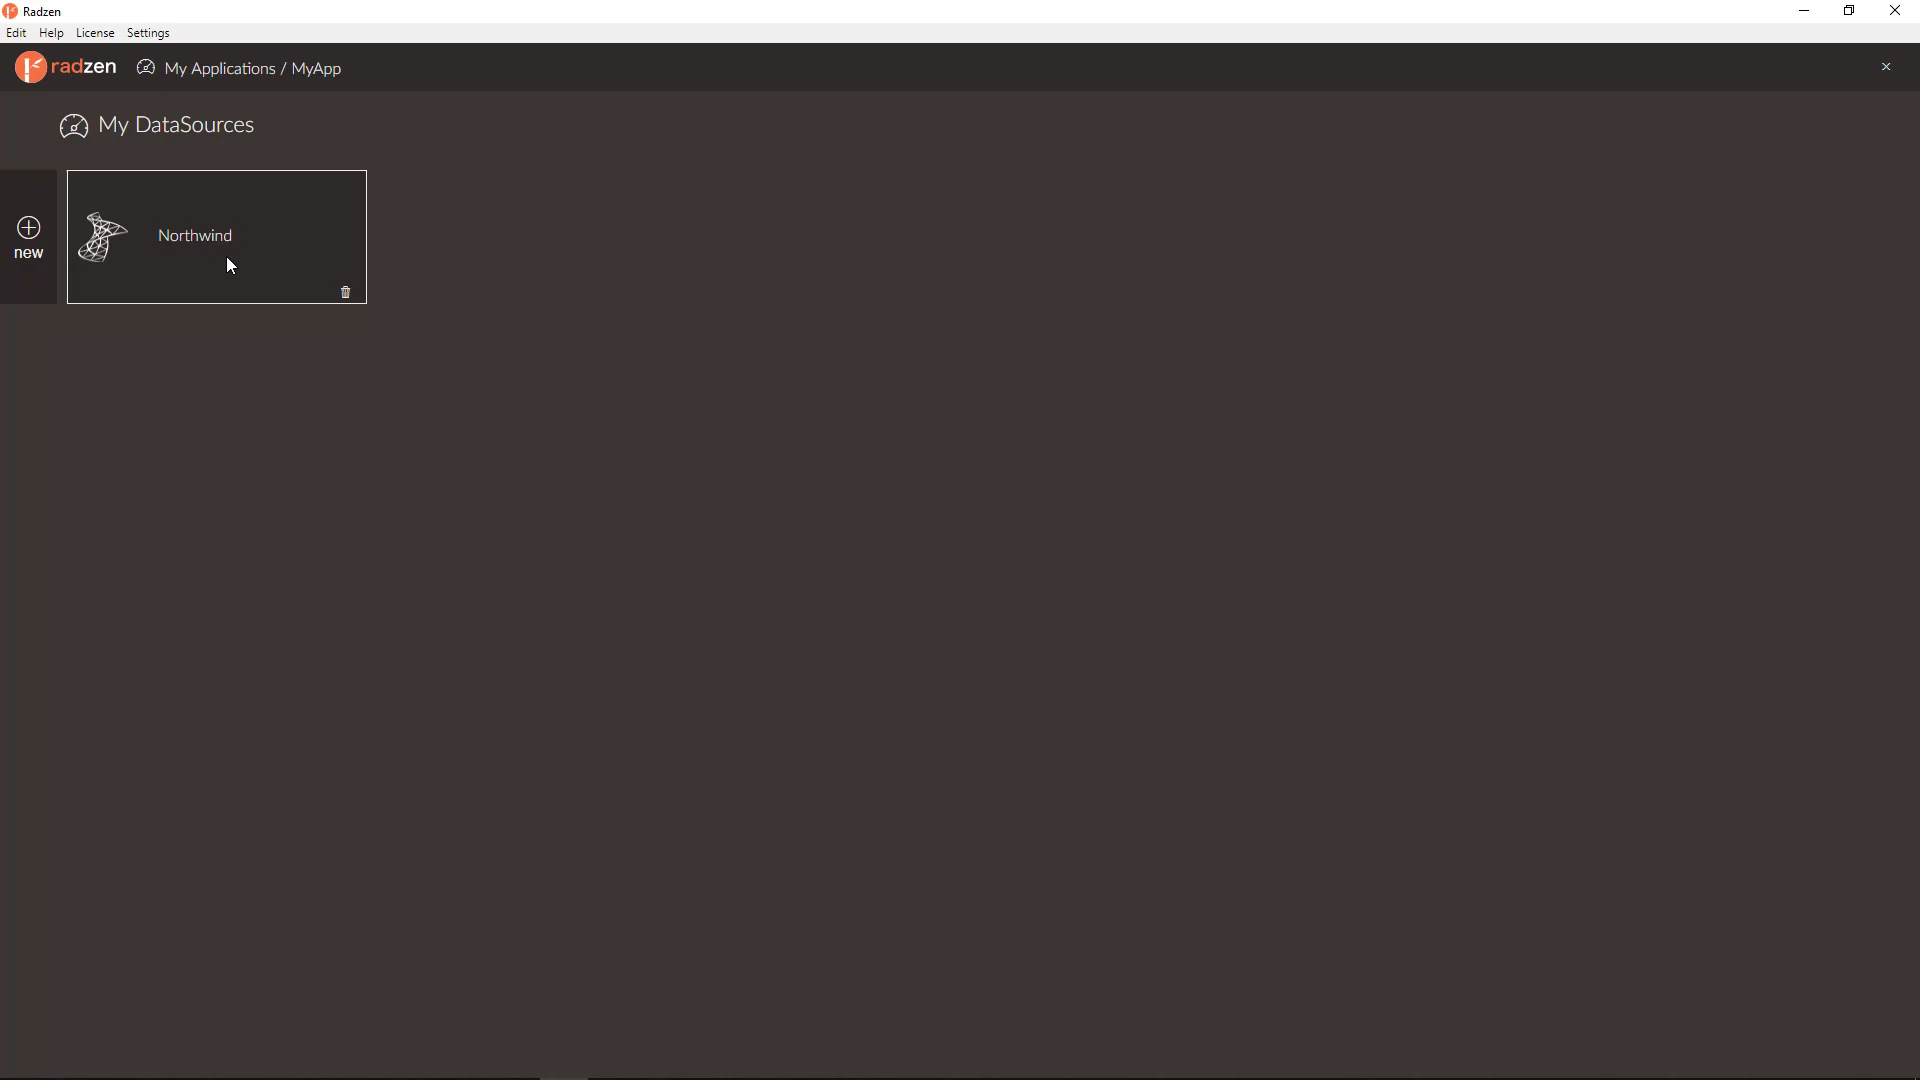 Radzen
Edit Help License Settings
radzen My Applications / MyApp
My DataSources
new
Northwind